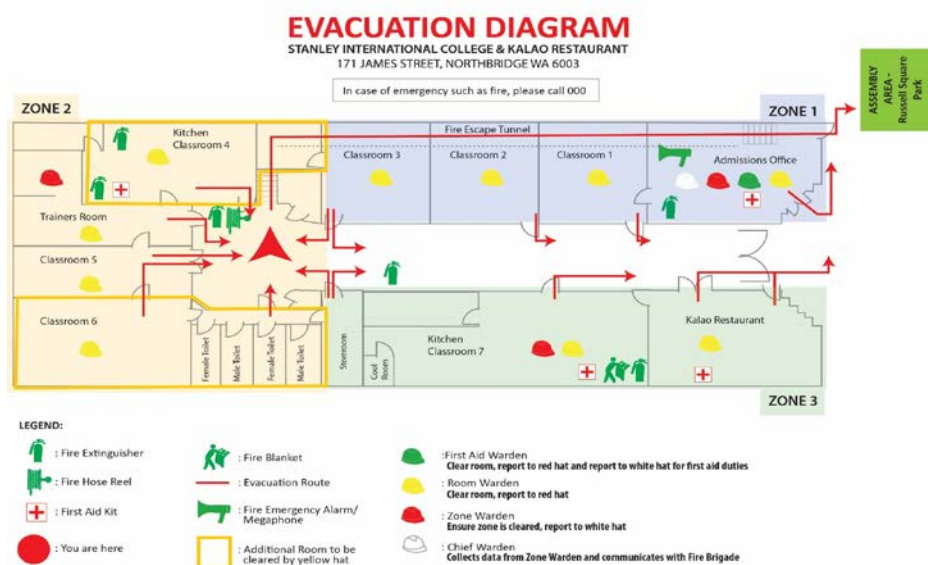 EVACUATION DIAGRAM
STANLEY INTERNATIONAL COLLEGE & KALAO RESTAURANT
171 JAMES STREET, NORTHBRIDGE WA 6003
In case of emergency such as fire, please call 000
ASSEMBLY
AREA -
Russell Square
Park
ZONE 2
ZONE 1
Fire Escape Tunnel
Kitchen
Classroom 4
Classroom 3
Classroom 2
Classroom 1
Admissions Office
Trainers Room
Classroom 5
Classroom 6
Female Toilet
Male Toilet
Female Toilet
Male Toilet
Storeroom
Cool
Room
Kitchen
Classroom 7
Kalao Restaurant
ZONE 3
LEGEND:
: Fire Extinguisher
: Fire Hose Reel
: First Aid Kit
: You are here
: Fire Blanket
: Evacuation Route
: Fire Emergency Alarm/
Megaphone
: Additional Room to be
cleared by yellow hat
:First Aid Warden
Clear room, report to red hat and report to white hat for first aid duties
: Room Warden
Clear room, report to red hat
: Zone Warden
Ensure zone is cleared, report to white hat
: Chief Warden
Collects data from Zone Warden and communicates with Fire Brigade